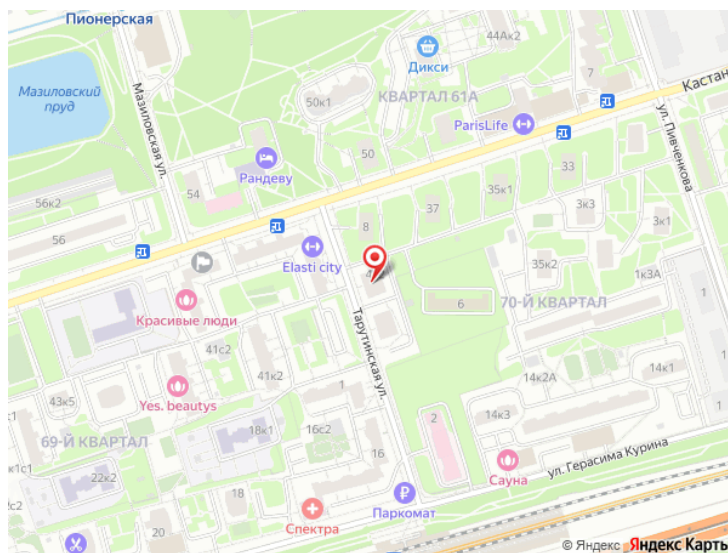 Пионерская
44Ак2
Дикси
7
Мазиловский
пруд
КВАРТАЛ 61А
50к1
Мазиловская ул.
ParisLife
ул. Пивченкова
50
33
Рандеву
35к1
54
56к2
37
3к3
3к1
8
56
Elasti city
35к2
1к3А
6
70-Й КВАРТАЛ
1
Красивые люди
Тарутинская ул.
41с2
41к2
14к1
1
14к2А
43к5
Yes. beautys
2
14к3
1
69-Й КВАРТАЛ
18к1
16с2
16
ул. Герасима Курина
22к2
Сауна
18
Паркомат
Спектра
20
© Яндекс Яндекс Карты